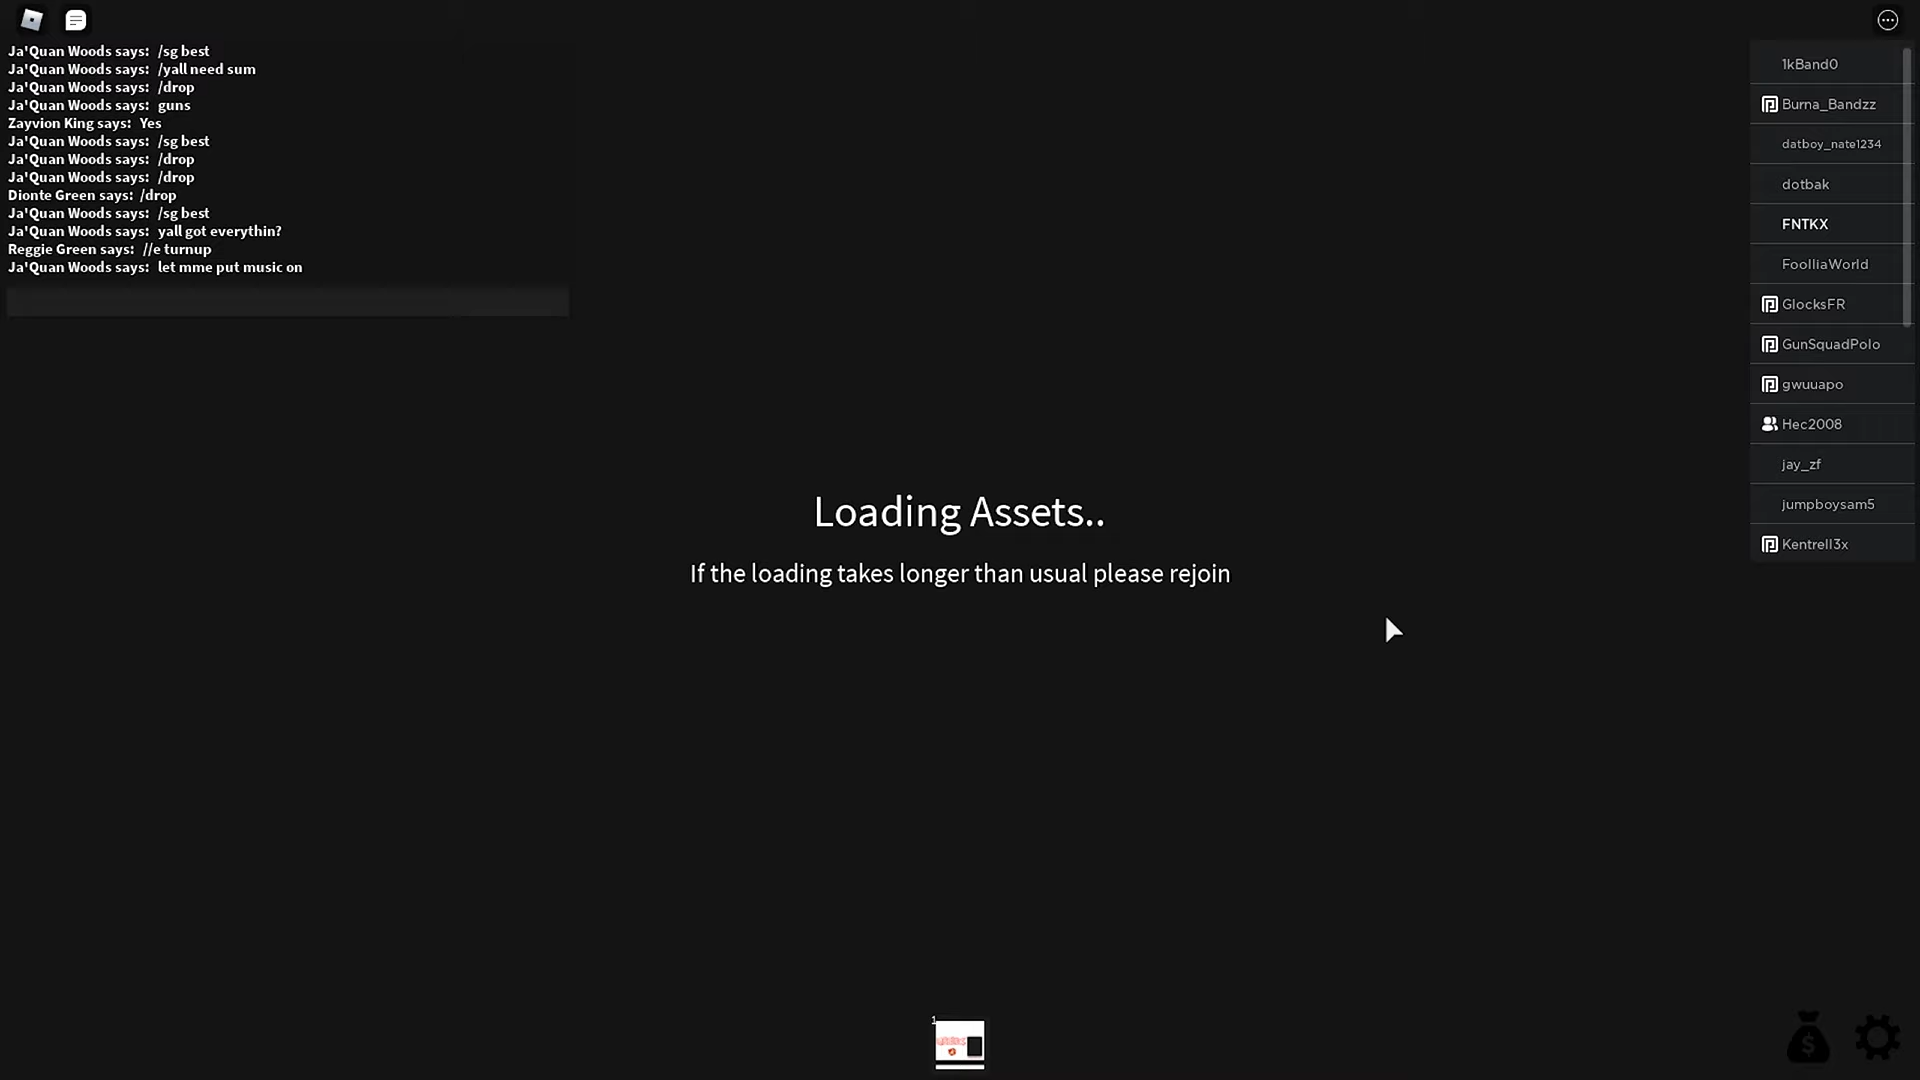 Ja'Quan Woods says: /sg best
Ja'Quan Woods says: /yall need sum
Ja'Quan Woods says: /drop
Ja'Quan Woods says: guns
Zayvion King says: Yes
Ja'Quan Woods says: /sg best
Ja'Quan Woods says: /drop
Ja'Quan Woods says: /drop
Dionte Green says: /drop
Ja'Quan Woods says: /sg best
Ja'Quan Woods says: yall got everythin?
Reggie Green says: //e turnup
Ja'Quan Woods says: let mme put music on
1kBand0
Burna_Bandzz
datboy_nate1234
dotbak
FNTKX
FoolliaWorld
GlocksFR
GunSquadPolo
gwuuapo
Hec2008
jay_zf
jumpboysam5
Kentrell3x
Loading Assets..
If the loading takes longer than usual please rejoin
1
$